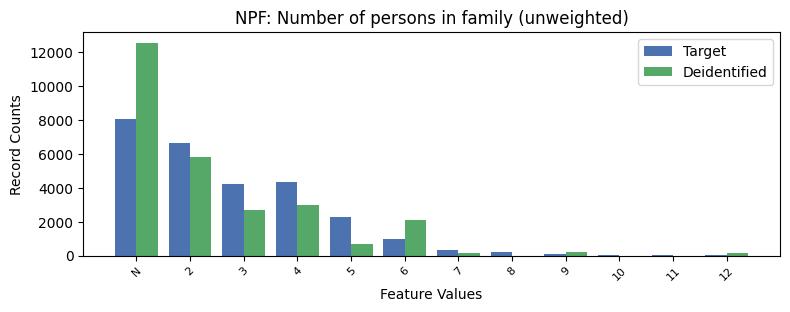 NPF: Number of persons in family (unweighted)
Target
Deidentified
Record Counts
12000
10000
8000
6000
4000
2000
0
N 2 3 4 5 6 7 8 9 10 11 12
Feature Values